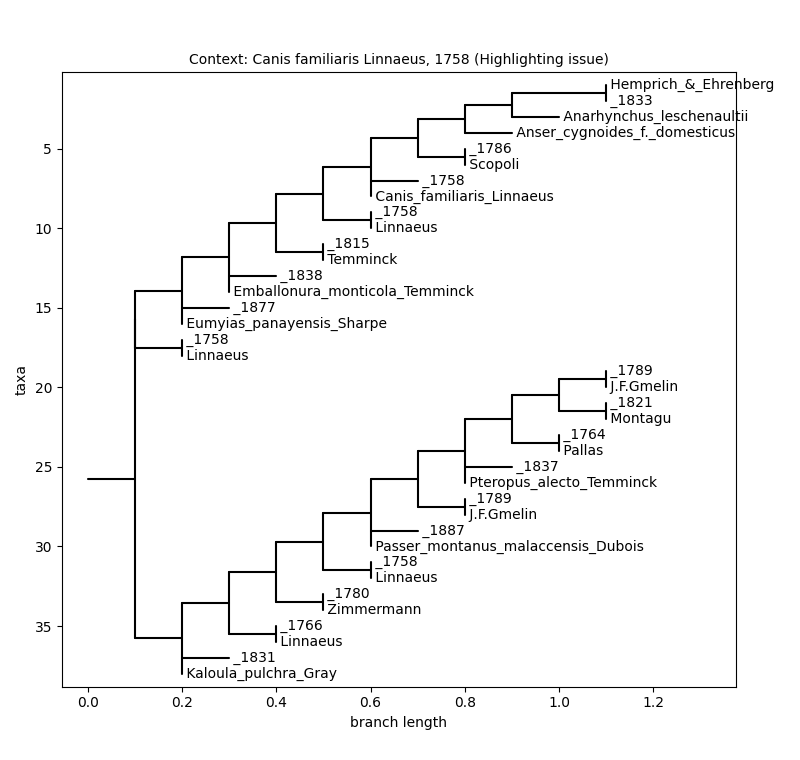 Context: Canis familiaris Linnaeus, 1758 (Highlighting issue)
Hemprich_&_Ehrenberg
_1833
Anarhynchus_leschenaultii
Anser_cygnoides_f._domesticus
_1786
Scopoli
_1758
Canis_familiaris_Linnaeus
_1758
Linnaeus
_1815
Temminck
_1838
Emballonura_monticola_Temminck
_1877
Eumyias_panayensis_Sharpe
_1758
Linnaeus
_1789
J.F.Gmelin
_1821
Montagu
_1764
Pallas
_1837
Pteropus_alecto_Temminck
_1789
J.F.Gmelin
_1887
Passer_montanus_malaccensis_Dubois
_1758
Linnaeus
_1780
Zimmermann
_1766
Linnaeus
_1831
Kaloula_pulchra_Gray
5
10
15
20
25
30
35
taxa
0.0 0.2 0.4 0.6 0.8 1.0 1.2
branch length